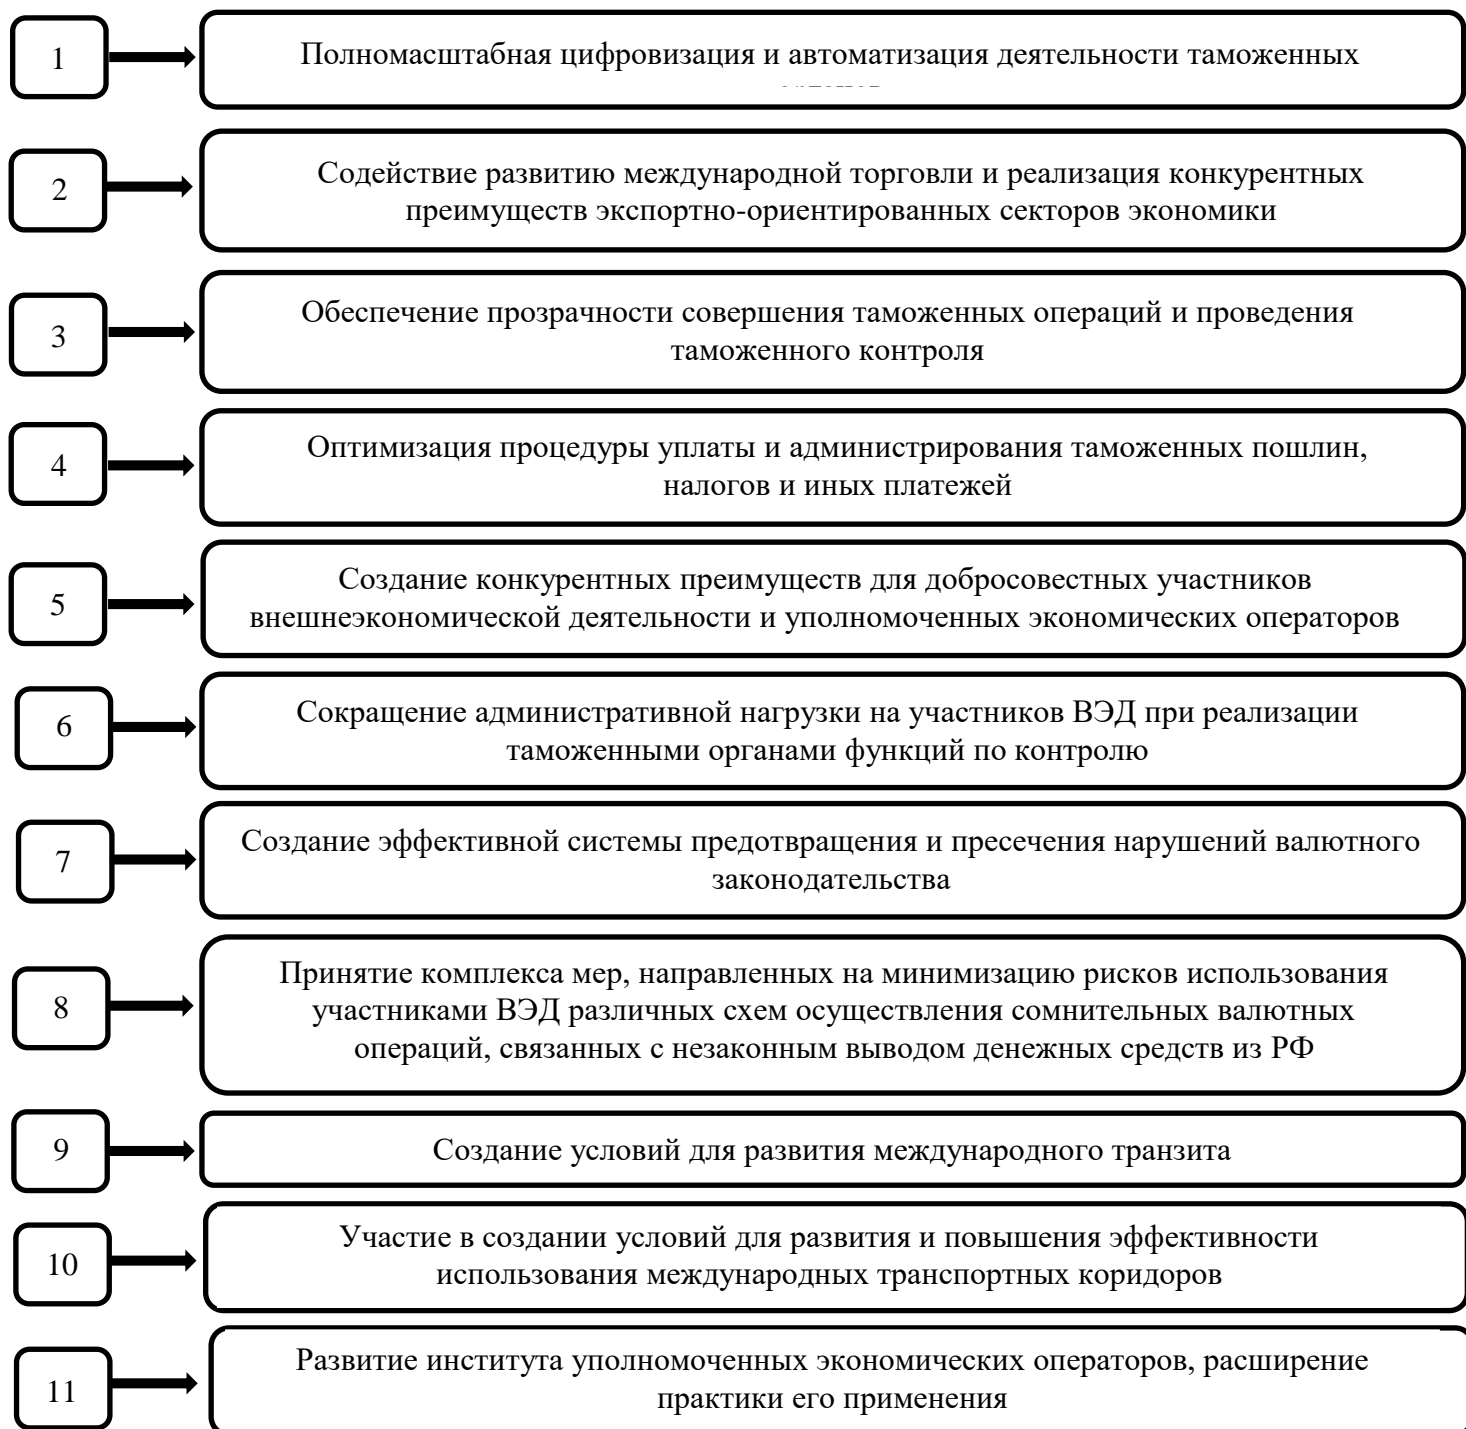 1
Полномасштабная цифровизация и автоматизация деятельности таможенных
2
Содействие развитию международной торговли и реализация конкурентных
преимуществ экспортно-ориентированных секторов экономики
3
Обеспечение прозрачности совершения таможенных операций и проведения
таможенного контроля
4
Оптимизация процедуры уплаты и администрирования таможенных пошлин,
налогов и иных платежей
5
Создание конкурентных преимуществ для добросовестных участников
внешнеэкономической деятельности и уполномоченных экономических операторов
6
Сокращение административной нагрузки на участников ВЭД при реализации
таможенными органами функций по контролю
7
Создание эффективной системы предотвращения и пресечения нарушений валютного
законодательства
8
Принятие комплекса мер, направленных на минимизацию рисков использования
участниками ВЭД различных схем осуществления сомнительных валютных
операций, связанных с незаконным выводом денежных средств из РФ
9
Создание условий для развития международного транзита
10
Участие в создании условий для развития и повышения эффективности
использования международных транспортных коридоров
11
Развитие института уполномоченных экономических операторов, расширение
практики его применения